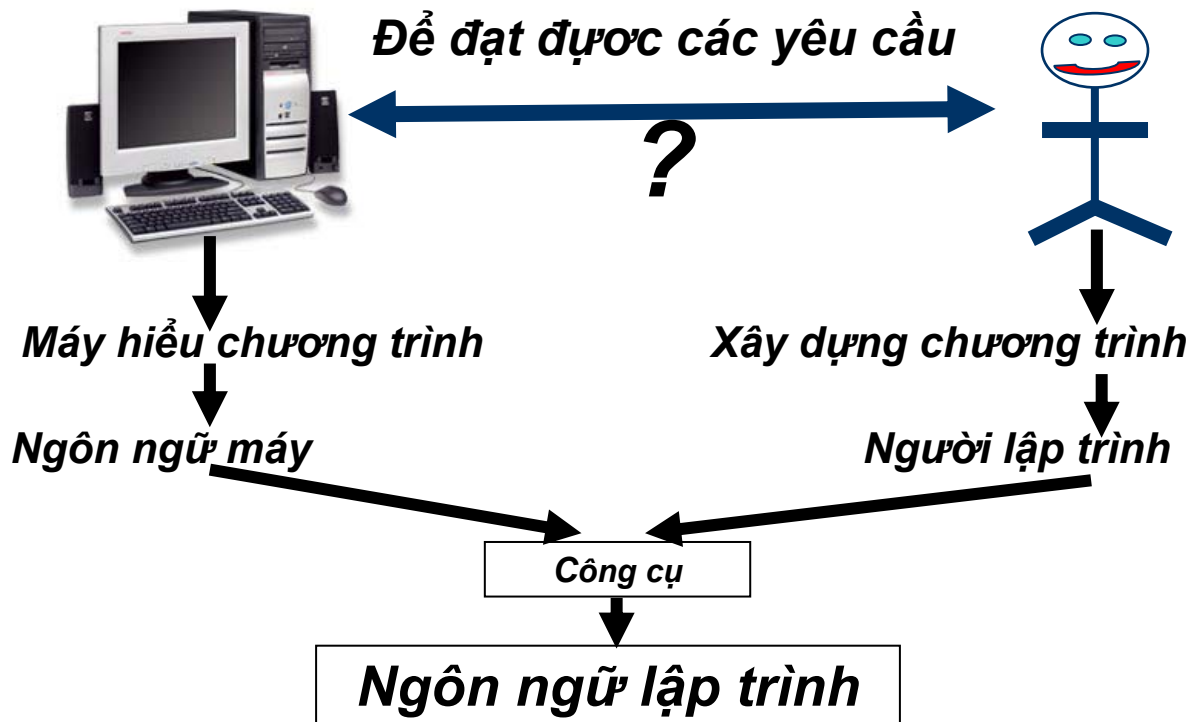 Để đạt đựơc các yêu cầu
?
Máy hiểu chương trình
Xây dựng chương trình
Ngôn ngữ máy
Người lập trình
Công cụ
Ngôn ngữ lập trình